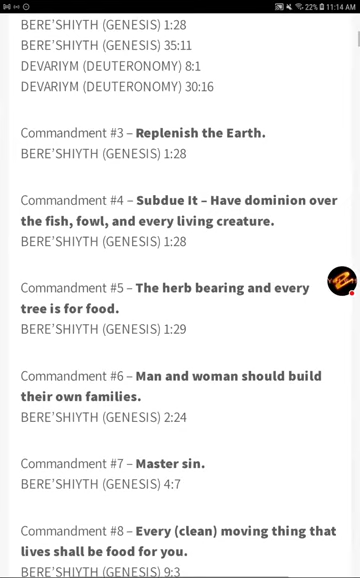 22% 11:14 AM
BERE'SHIYTH (GENESIS) 1:28
BERE'SHIYTH (GENESIS) 35:11
DEVARIYM (DEUTERONOMY) 8:1
DEVARIYM (DEUTERONOMY) 30:16
Commandment #3 – Replenish the Earth.
BERE'SHIYTH (GENESIS) 1:28
Commandment #4 – Subdue It – Have dominion over
the fish, fowl, and every living creature.
BERE'SHIYTH (GENESIS) 1:28
Commandment #5 – The herb bearing and every
tree is for food.
BERE'SHIYTH (GENESIS) 1:29
Commandment #6 – Man and woman should build
their own families.
BERE'SHIYTH (GENESIS) 2:24
Commandment #7 – Master sin.
BERE'SHIYTH (GENESIS) 4:7
Commandment #8 – Every (clean) moving thing that
lives shall be food for you.
BERE'SHIYTH (GENESIS) 9:3